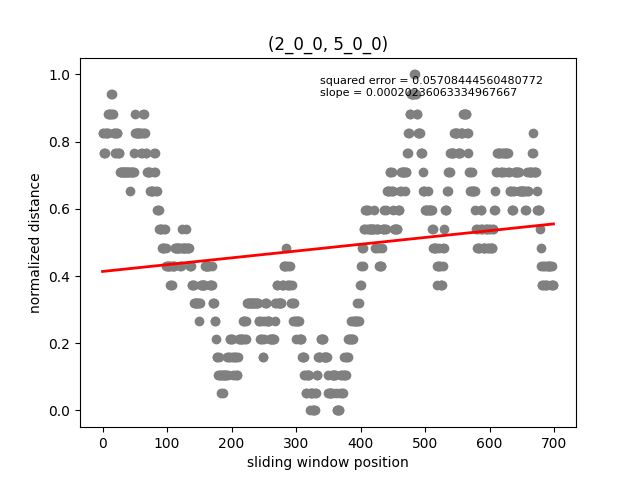 (2_0_0, 5_0_0)
squared error = 0.05708444560480772
slope = 0.00020236063334967667
normalized distance
1.0
0.8
0.6
0.4
0.2
0.0
0 100 200 300 400 500 600 700
sliding window position